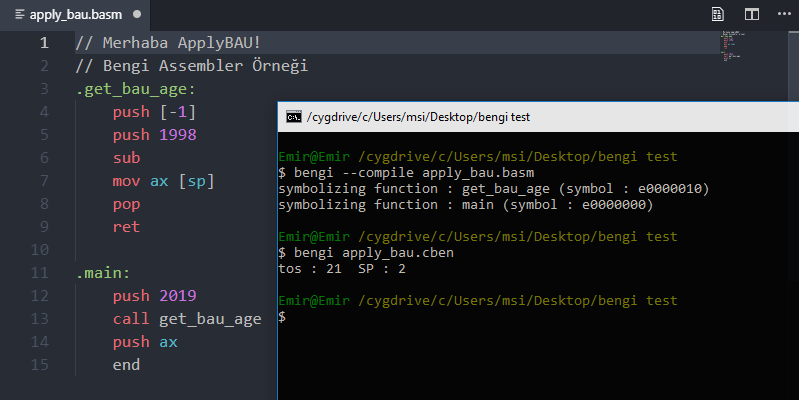 apply_bau.basm
1 // Merhaba ApplyBAU!
2 // Bengi Assembler Örneği
3 .get_bau_age:
4 push [-1]
5 push 1998
6 sub
7 mov ax [sp]
8 pop
9 ret
10
11 .main:
12 push 2019
13 call get_bau_age
14 push ax
15 end
/cygdrive/c/Users/msi/Desktop/bengi test
Emir@Emir /cygdrive/c/Users/msi/Desktop/bengi test
$ bengi --compile apply_bau.basm
symbolizing function : get_bau_age (symbol : e0000010)
symbolizing function : main (symbol : e0000000)
Emir@Emir /cygdrive/c/Users/msi/Desktop/bengi test
$ bengi apply_bau.cben
tos : 21  SP : 2
Emir@Emir /cygdrive/c/Users/msi/Desktop/bengi test
$